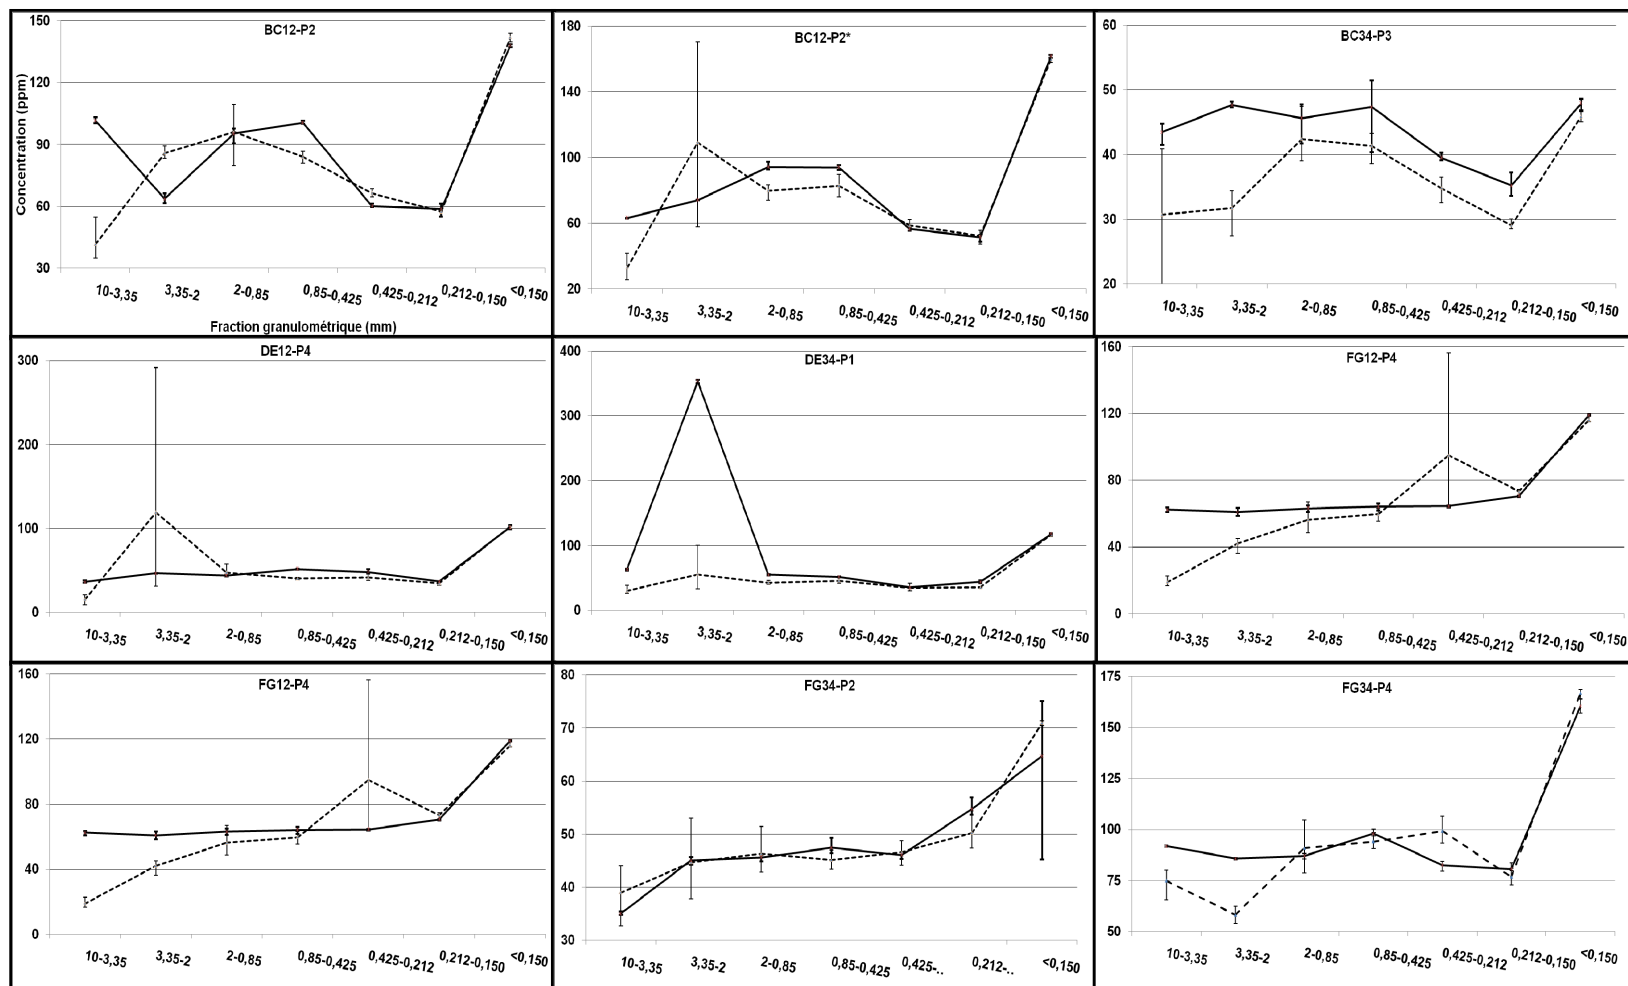 BC12-P2
Concentration (ppm)
150
120
90
60
30
10-3,35 3,35-2 2-0,85 0,85-0,425 0,425-0,212 0,212-0,150 <0,150
Fraction granulométrique (mm)
BC12-P2*
180
140
100
60
20
10-3,35 3,35-2 2-0,85 0,85-0,425 0,425-0,212 0,212-0,150 <0,150
BC34-P3
60
50
40
30
20
10-3,35 3,35-2 2-0,85 0,85-0,425 0,425-0,212 0,212-0,150 <0,150
DE12-P4
300
200
100
0
10-3,35 3,35-2 2-0,85 0,85-0,425 0,425-0,212 0,212-0,150 <0,150
DE34-P1
400
300
200
100
0
10-3,35 3,35-2 2-0,85 0,85-0,425 0,425-0,212 0,212-0,150 <0,150
FG12-P4
160
120
80
40
0
10-3,35 3,35-2 2-0,85 0,85-0,425 0,425-0,212 0,212-0,150 <0,150
FG12-P4
160
120
80
40
0
10-3,35 3,35-2 2-0,85 0,85-0,425 0,425-0,212 0,212-0,150 <0,150
FG34-P2
80
70
60
50
40
30
10-3,35 3,35-2 2-0,85 0,85-0,425 0,425-.. 0,212-.. <0,150
FG34-P4
175
150
125
100
75
50
10-3,35 3,35-2 2-0,85 0,85-0,425 0,425-0,212 0,212-0,150 <0,150